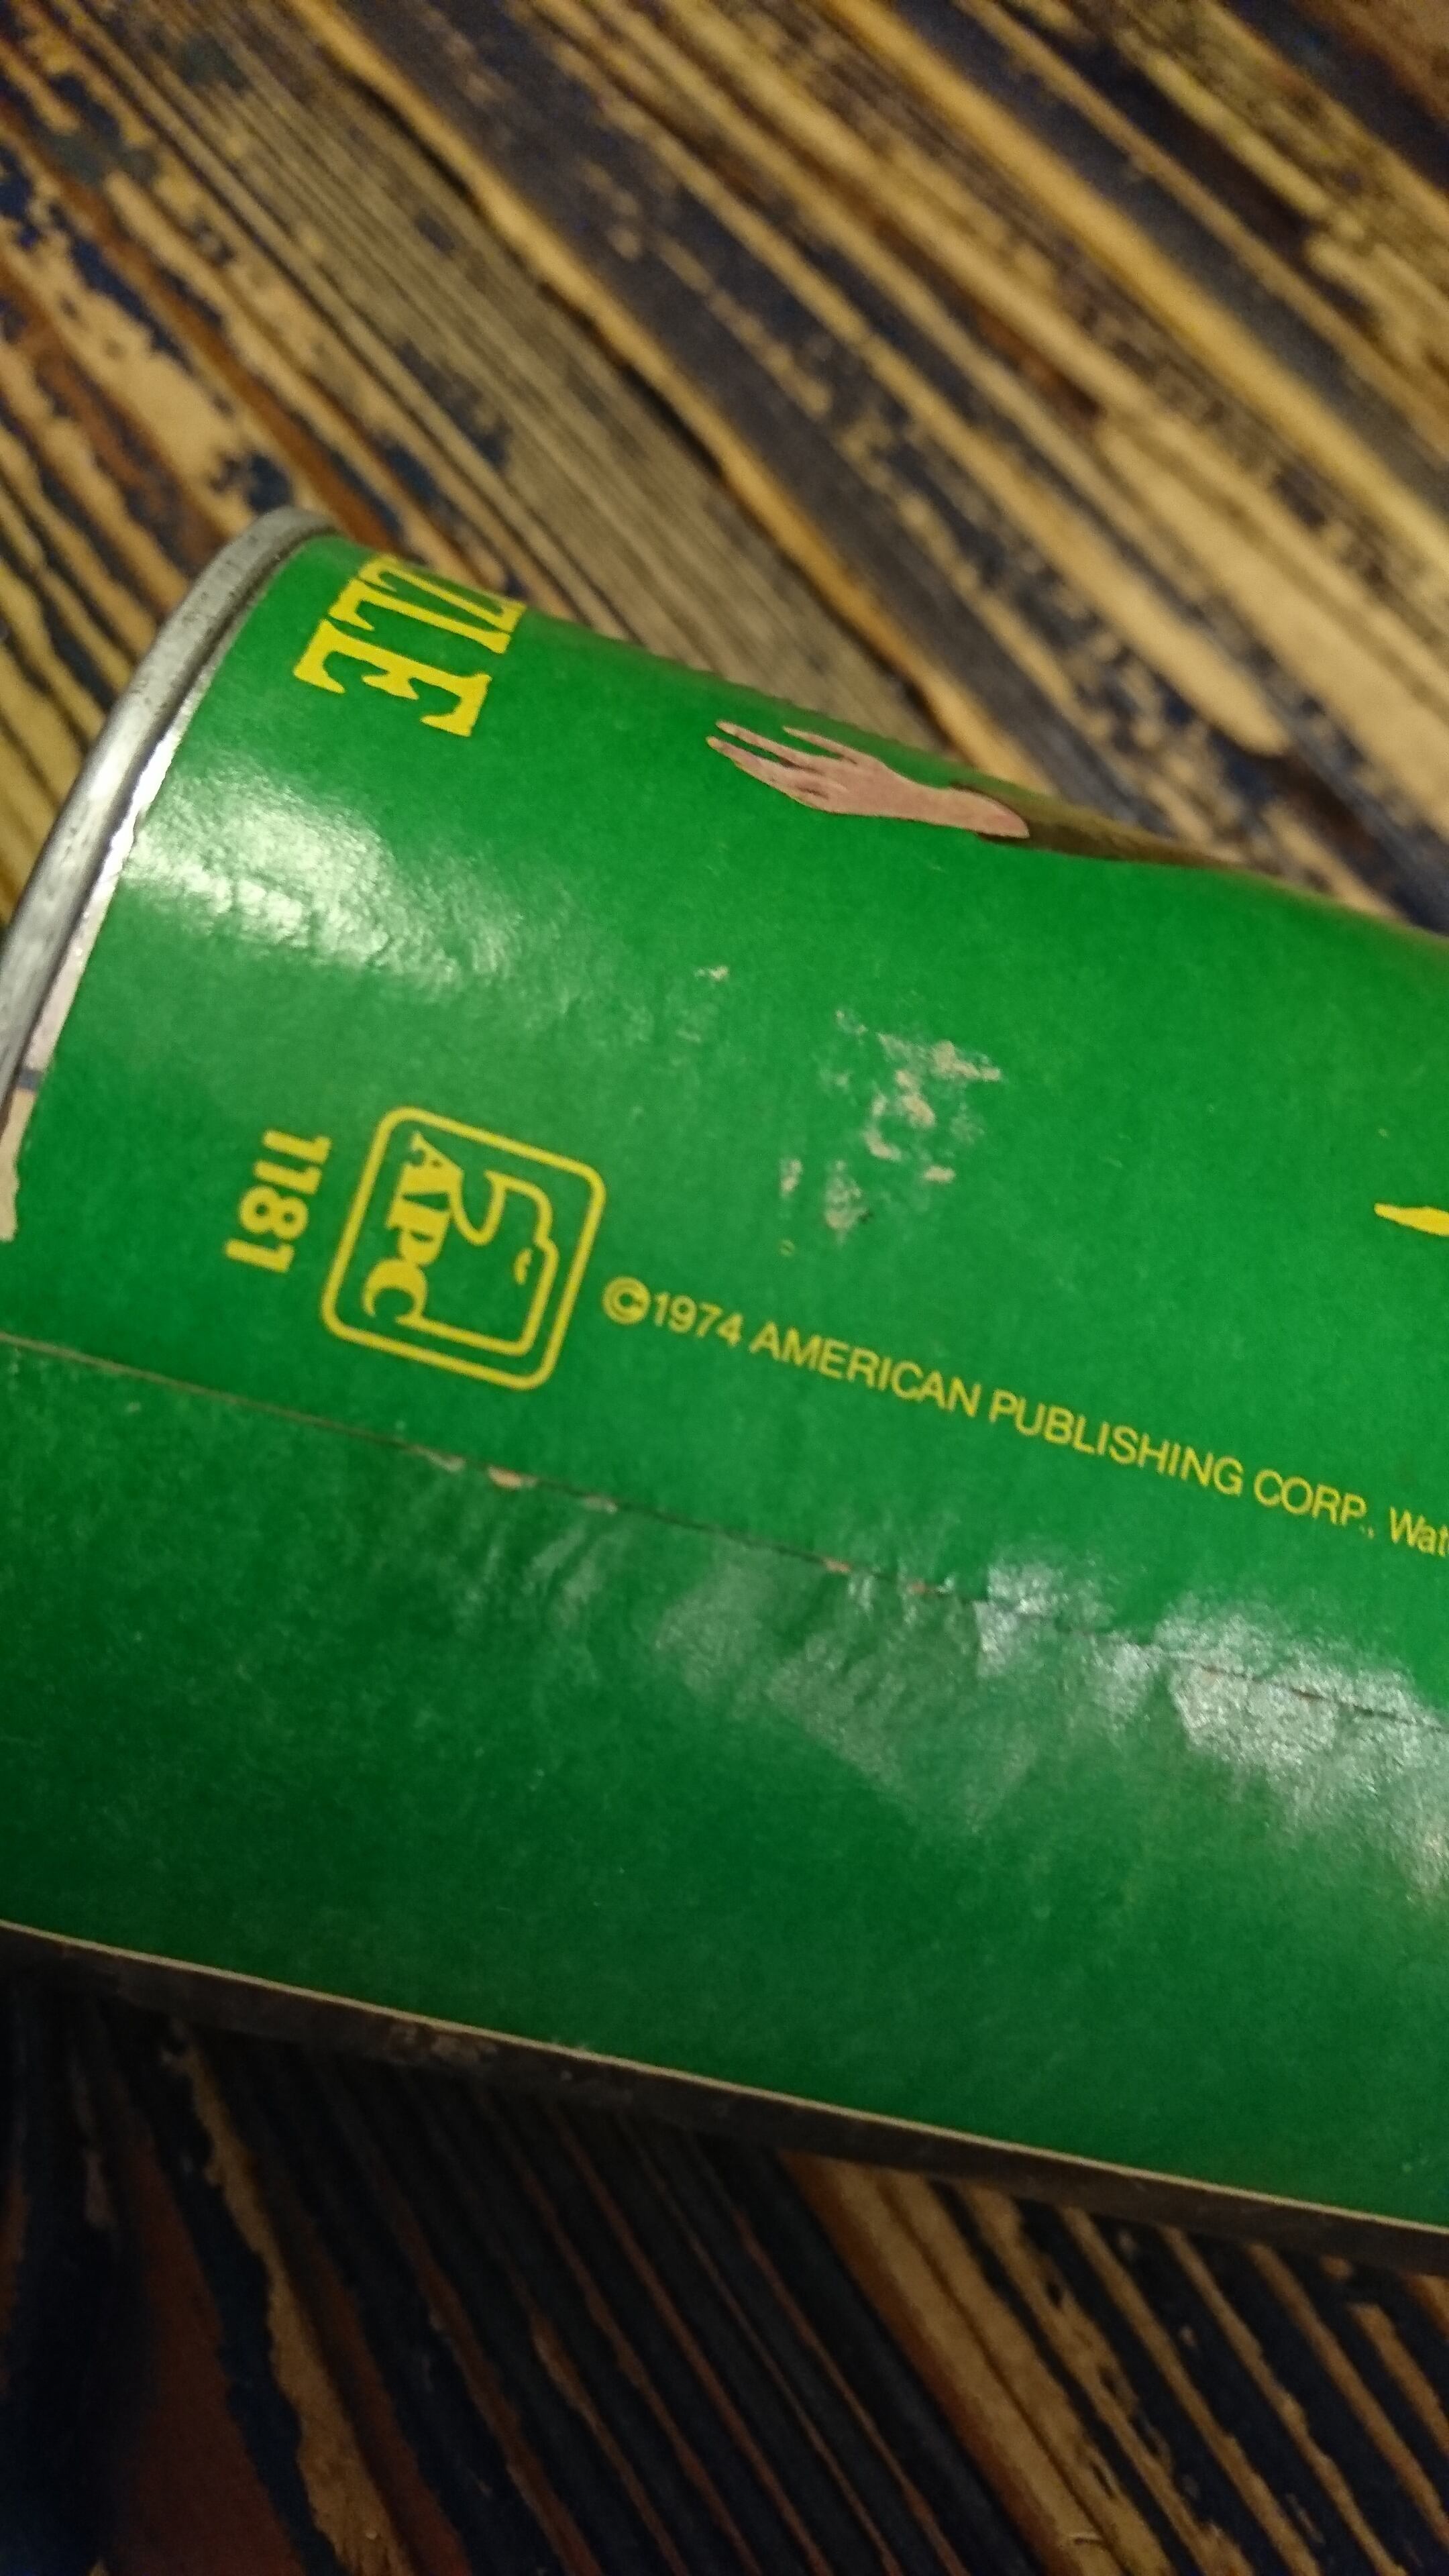 ZLE
1181
APC
©1974 AMERICAN PUBLISHING CORP.,